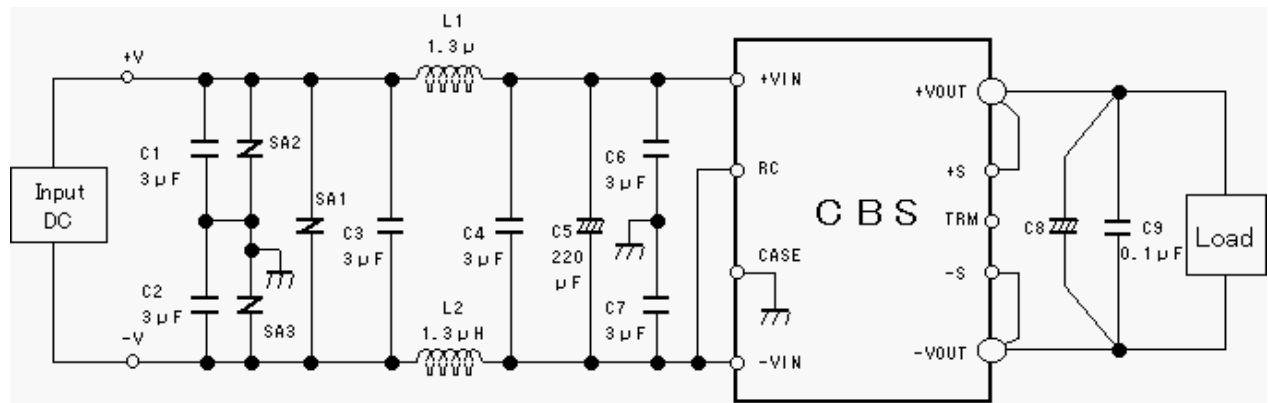 L1
1.3μ
+V
+VIN
+VOUT
C1
3μF
SA2
C6
3μF
RC
+S
Input
DC
SA1
CBS
TRM
C3
3μF
C4
3μF
C5
220
μF
CASE
C8
C9
0.1μF
Load
-S
C2
3μF
SA3
L2
1.3μH
C7
3μF
-V
-VIN
-VOUT